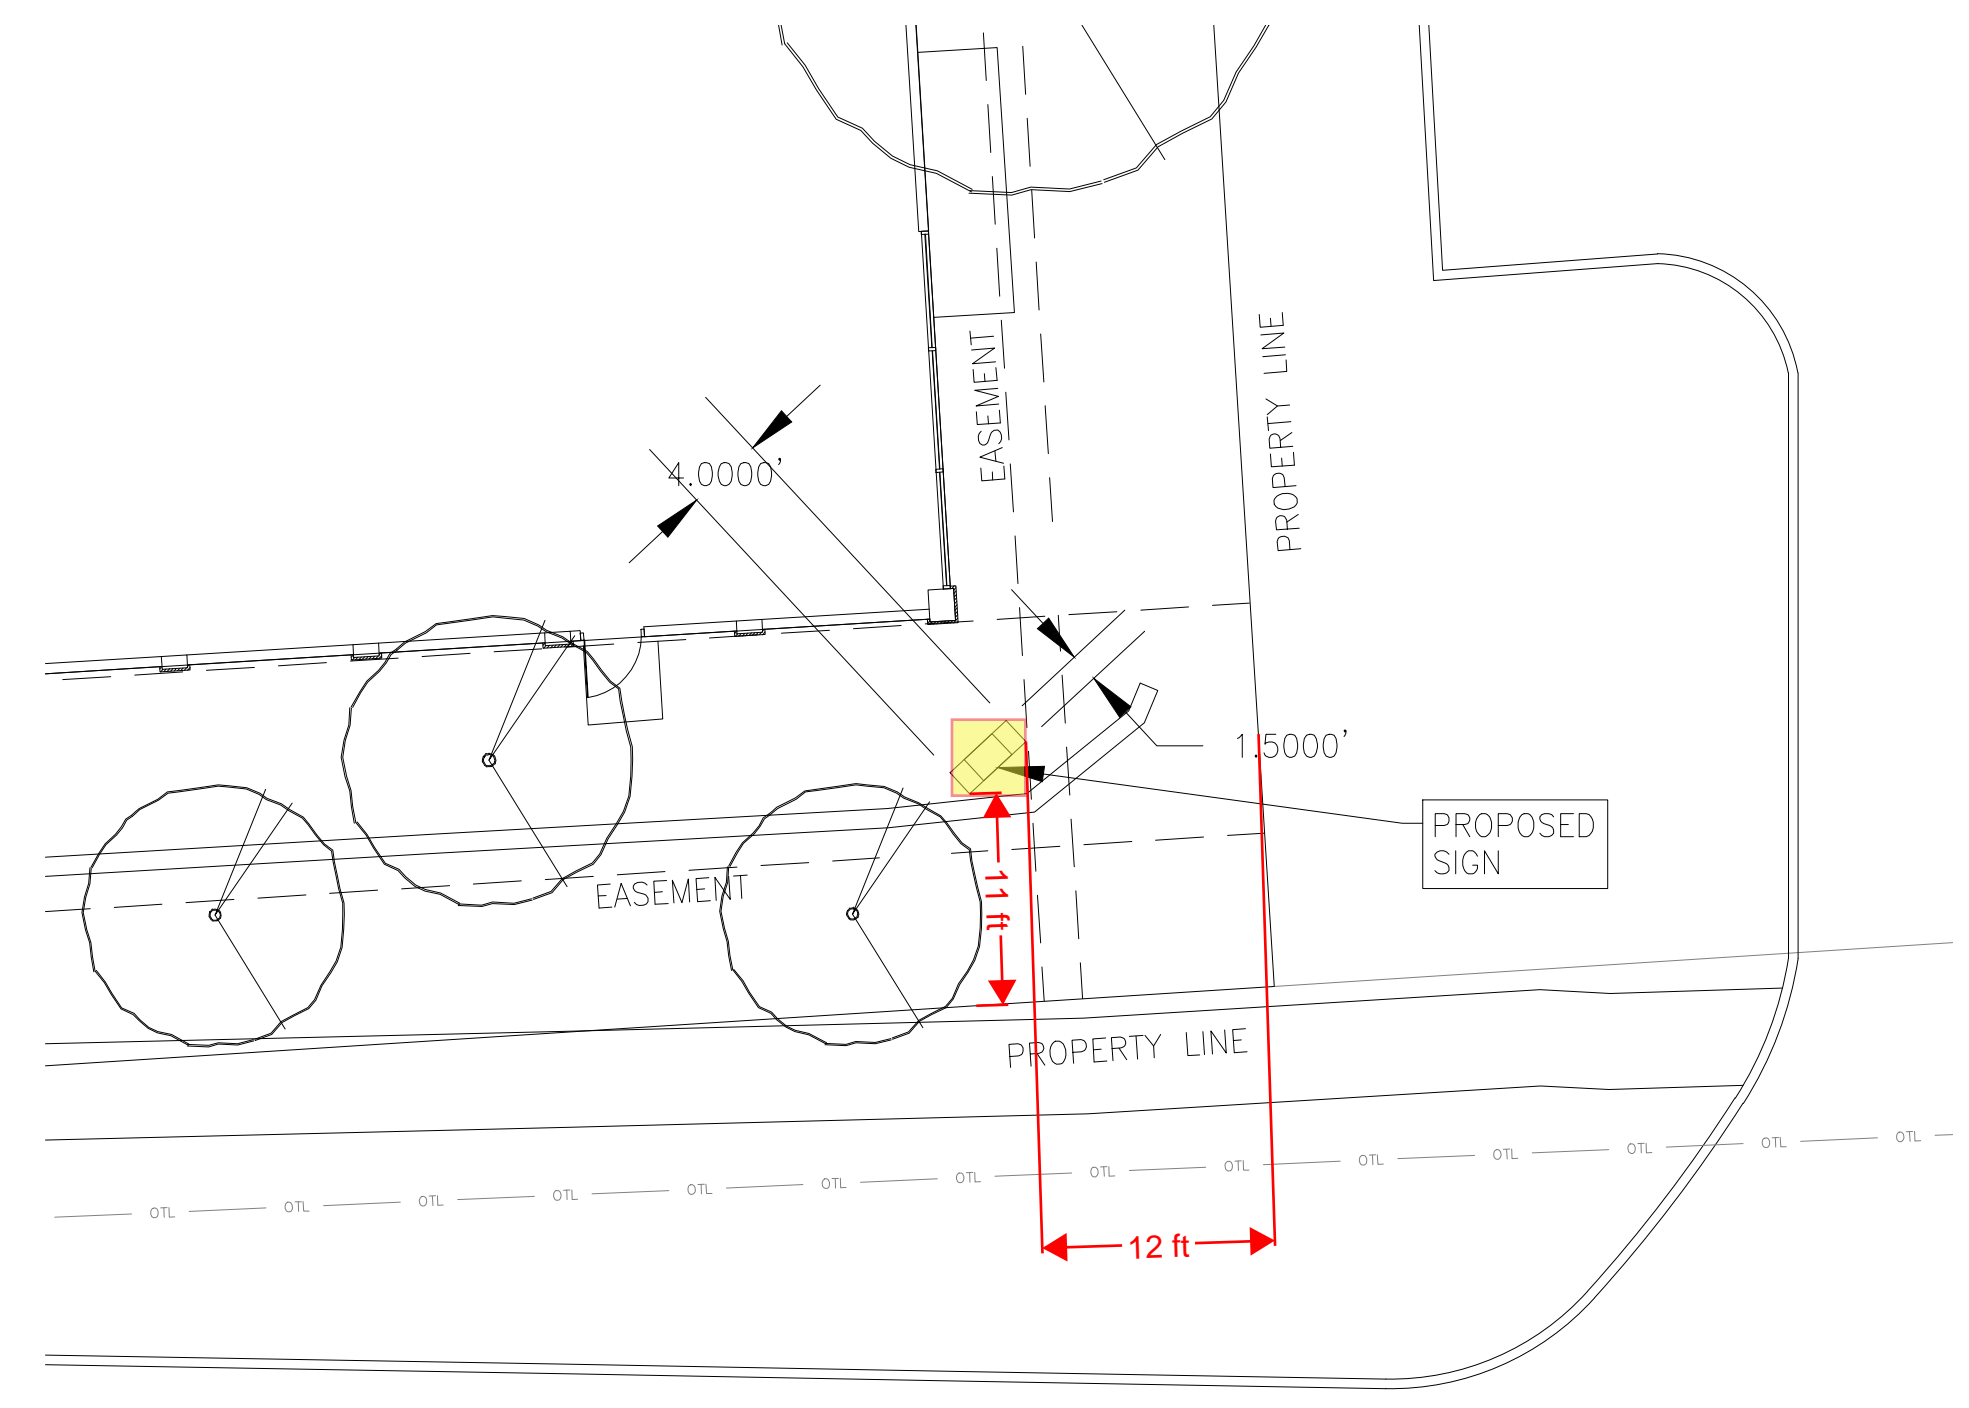 EASEMENT
PROPERTY LINE
4.0000'
1.5000'
PROPOSED
SIGN
EASEMENT
11 ft
PROPERTY LINE
OTL OTL OTL OTL OTL OTL OTL OTL OTL OTL OTL OTL OTL OTL
12 ft